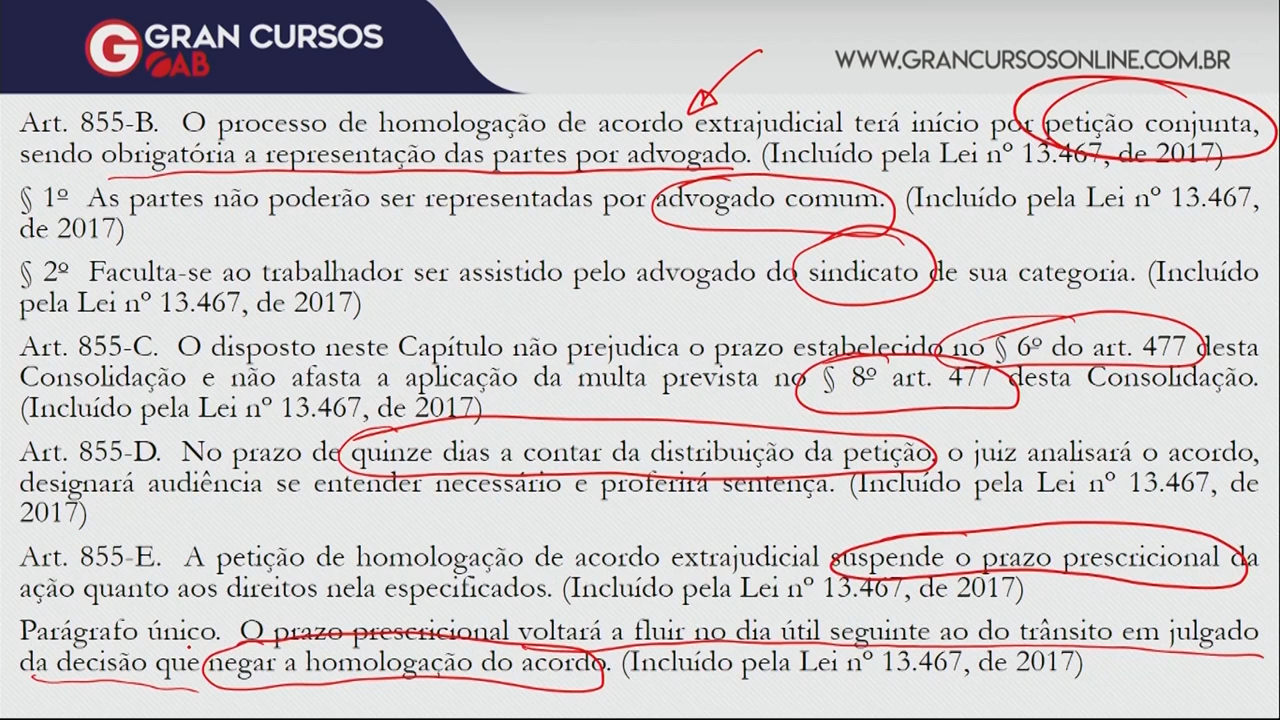 GRAN CURSOS
OAB
WWW.GRANCURSOSONLINE.COM.BR
Art. 855-B. O processo de homologação de acordo extrajudicial terá início por petição conjunta,
sendo obrigatória a representação das partes por advogado. (Incluído pela Lei nº 13.467, de 2017)
§ 1º As partes não poderão ser representadas por advogado comum. (Incluído pela Lei nº 13.467,
de 2017)
§ 2º Faculta-se ao trabalhador ser assistido pelo advogado do sindicato de sua categoria. (Incluído
pela Lei nº 13.467, de 2017)
Art. 855-C. O disposto neste Capítulo não prejudica o prazo estabelecido no § 6º do art. 477 desta
Consolidação e não afasta a aplicação da multa prevista no § 8º art. 477 desta Consolidação.
(Incluído pela Lei nº 13.467, de 2017)
Art. 855-D. No prazo de quinze dias a contar da distribuição da petição, o juiz analisará o acordo,
designará audiência se entender necessário e proferirá sentença. (Incluído pela Lei nº 13.467, de
2017)
Art. 855-E. A petição de homologação de acordo extrajudicial suspende o prazo prescricional da
ação quanto aos direitos nela especificados. (Incluído pela Lei nº 13.467, de 2017)
Parágrafo único. O prazo prescricional voltará a fluir no dia útil seguinte ao do trânsito em julgado
da decisão que negar a homologação do acordo. (Incluído pela Lei nº 13.467, de 2017)